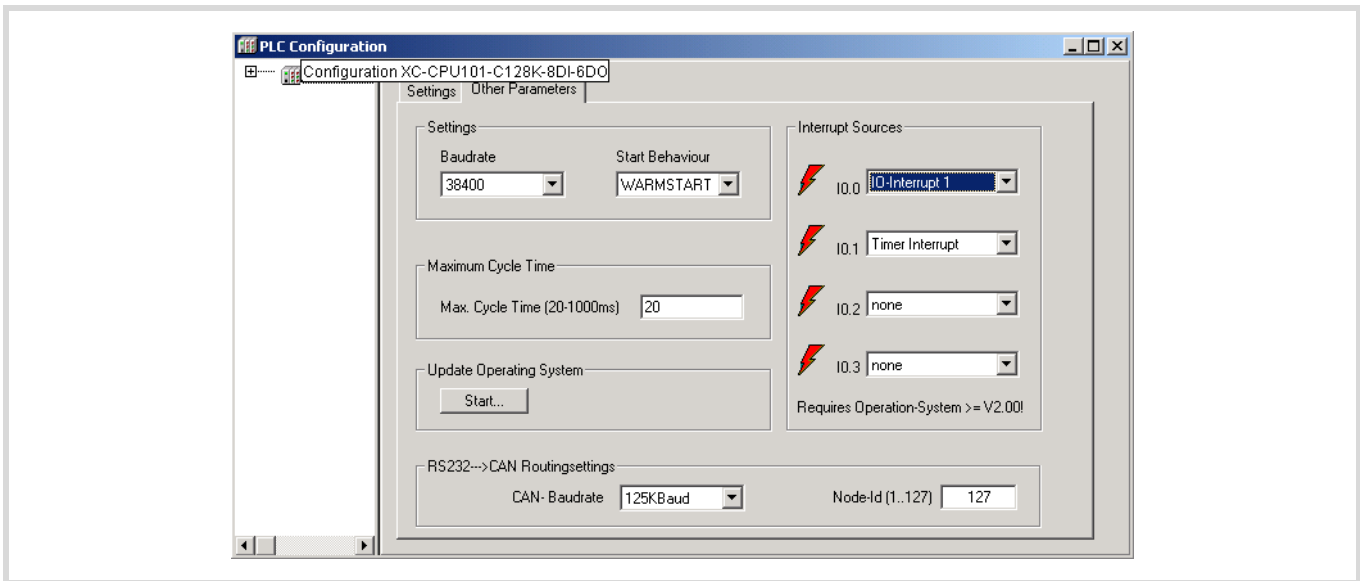 PLC Configuration
Configuration XC-CPU101-C128K-8DI-6DO
Settings Other Parameters
Settings
Baudrate Start Behaviour
38400 WARMSTART
Maximum Cycle Time
Max. Cycle Time (20-1000ms) 20
Update Operating System
Start...
Interrupt Sources
I0.0 IO-Interrupt 1
I0.1 Timer Interrupt
I0.2 none
I0.3 none
Requires Operation-System >= V2.00!
RS232--->CAN Routingsettings
CAN- Baudrate 125KBaud Node-Id (1..127) 127